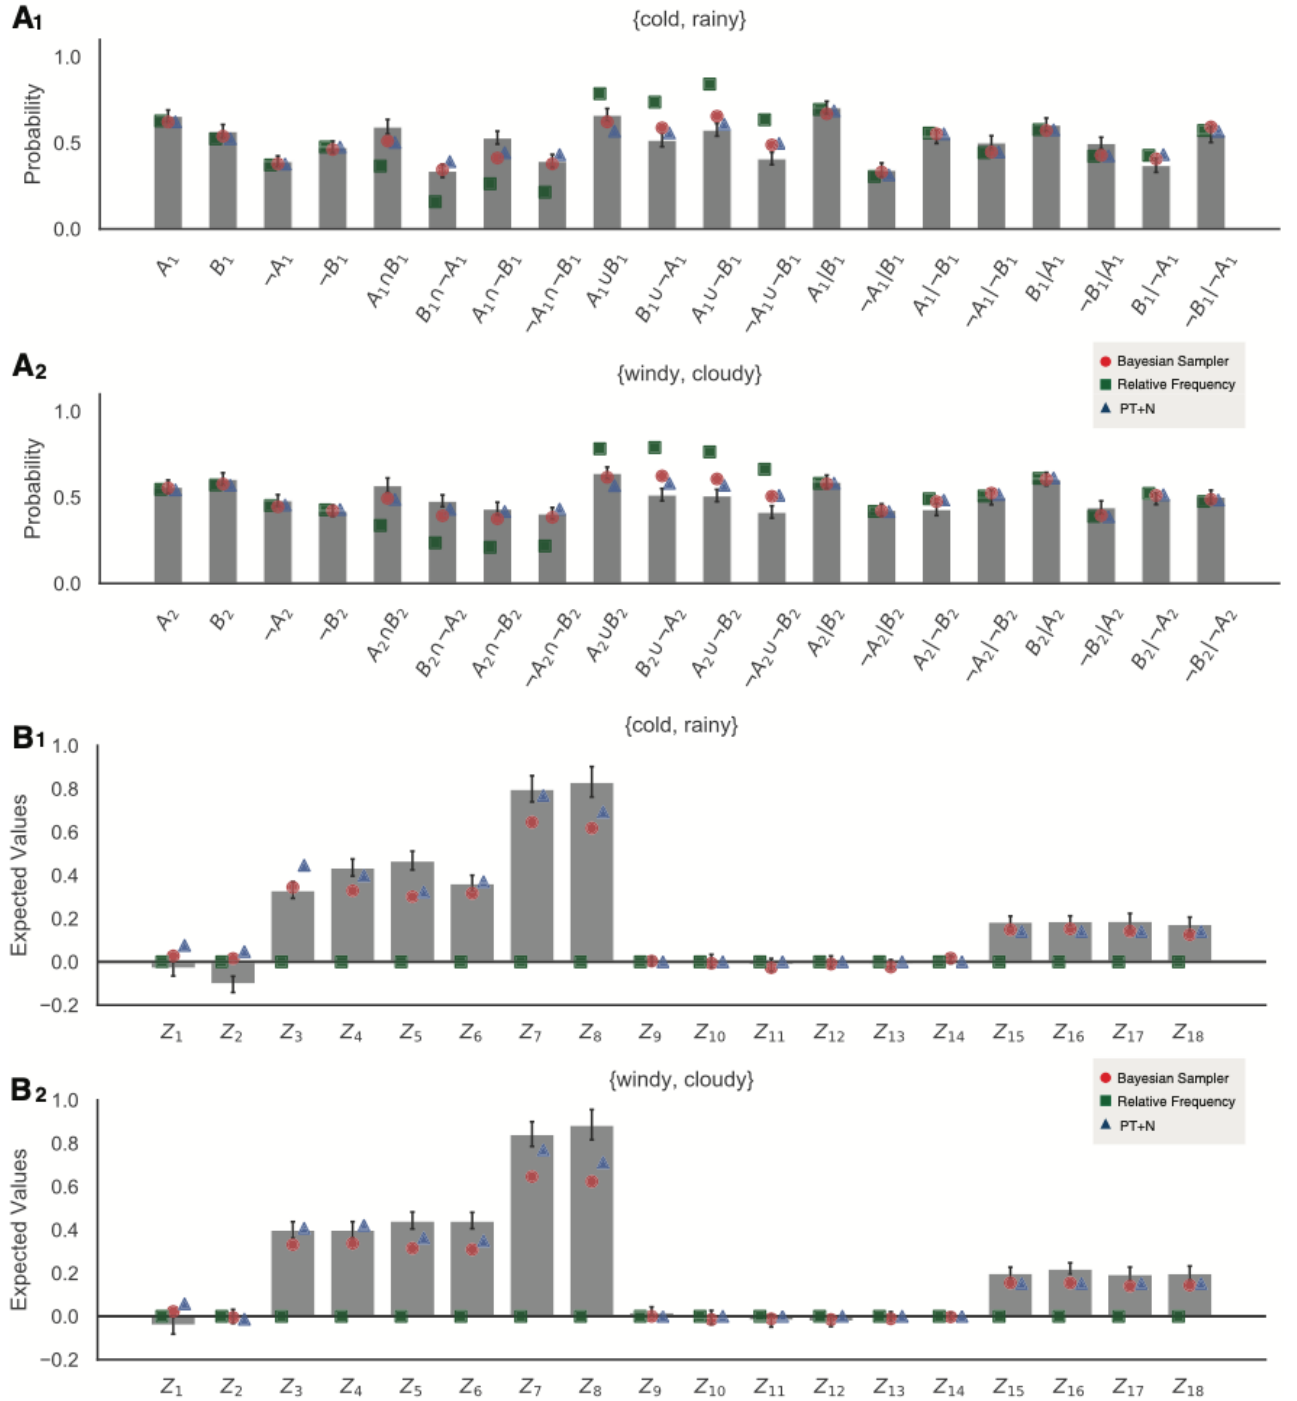 A1
{cold, rainy}
Probability
1.0
0.5
0.0
A₁ B₁ ¬A₁ ¬B₁ A₁∩B₁ B₁∩¬A₁ A₁∩¬B₁ ¬A₁∩¬B₁ A₁∪B₁ B₁∪¬A₁ A₁∪¬B₁ ¬A₁∪¬B₁ A₁|B₁ ¬A₁|B₁ A₁|¬B₁ ¬A₁|¬B₁ B₁|A₁ ¬B₁|A₁ B₁|¬A₁ ¬B₁|¬A₁
A2
{windy, cloudy}
Bayesian Sampler
Relative Frequency
PT+N
Probability
1.0
0.5
0.0
A₂ B₂ ¬A₂ ¬B₂ A₂∩B₂ B₂∩¬A₂ A₂∩¬B₂ ¬A₂∩¬B₂ A₂∪B₂ B₂∪¬A₂ A₂∪¬B₂ ¬A₂∪¬B₂ A₂|B₂ ¬A₂|B₂ A₂|¬B₂ ¬A₂|¬B₂ B₂|A₂ ¬B₂|A₂ B₂|¬A₂ ¬B₂|¬A₂
B1
{cold, rainy}
Expected Values
1.0
0.8
0.6
0.4
0.2
0.0
−0.2
Z₁ Z₂ Z₃ Z₄ Z₅ Z₆ Z₇ Z₈ Z₉ Z₁₀ Z₁₁ Z₁₂ Z₁₃ Z₁₄ Z₁₅ Z₁₆ Z₁₇ Z₁₈
B2
{windy, cloudy}
Bayesian Sampler
Relative Frequency
PT+N
Expected Values
1.0
0.8
0.6
0.4
0.2
0.0
−0.2
Z₁ Z₂ Z₃ Z₄ Z₅ Z₆ Z₇ Z₈ Z₉ Z₁₀ Z₁₁ Z₁₂ Z₁₃ Z₁₄ Z₁₅ Z₁₆ Z₁₇ Z₁₈